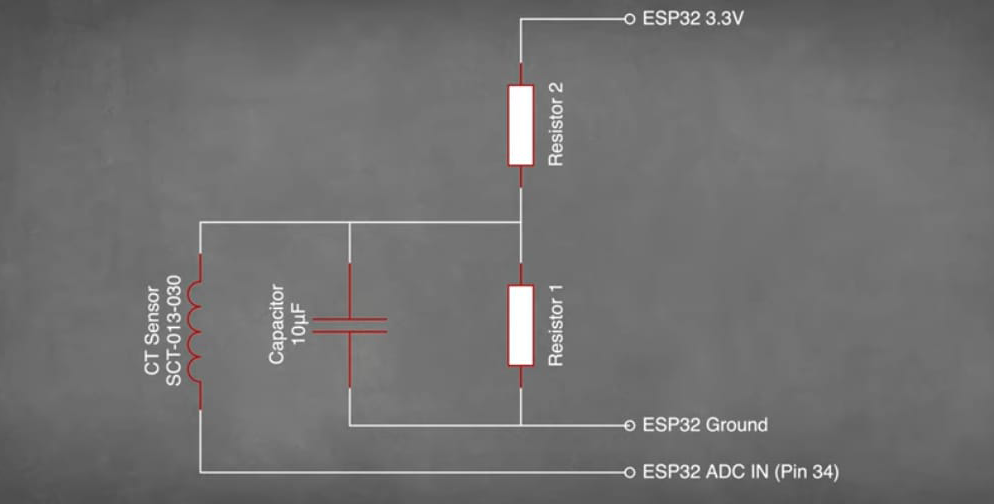 ESP32 3.3V
Resistor 2
CT Sensor
SCT-013-030
Capacitor
10µF
Resistor 1
ESP32 Ground
ESP32 ADC IN (Pin 34)